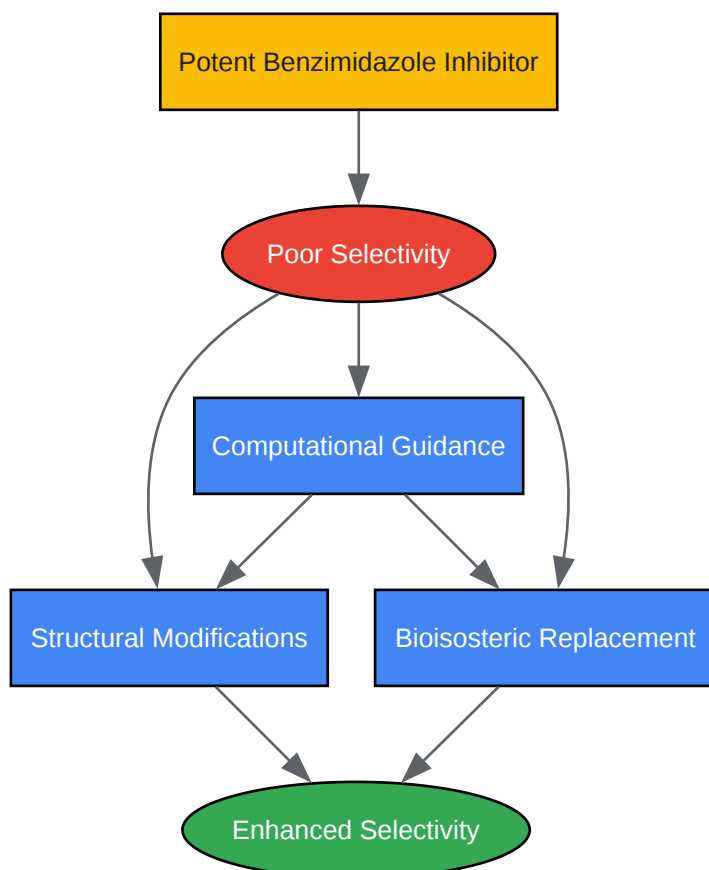 Potent Benzimidazole Inhibitor
Poor Selectivity
Computational Guidance
Structural Modifications
Bioisosteric Replacement
Enhanced Selectivity